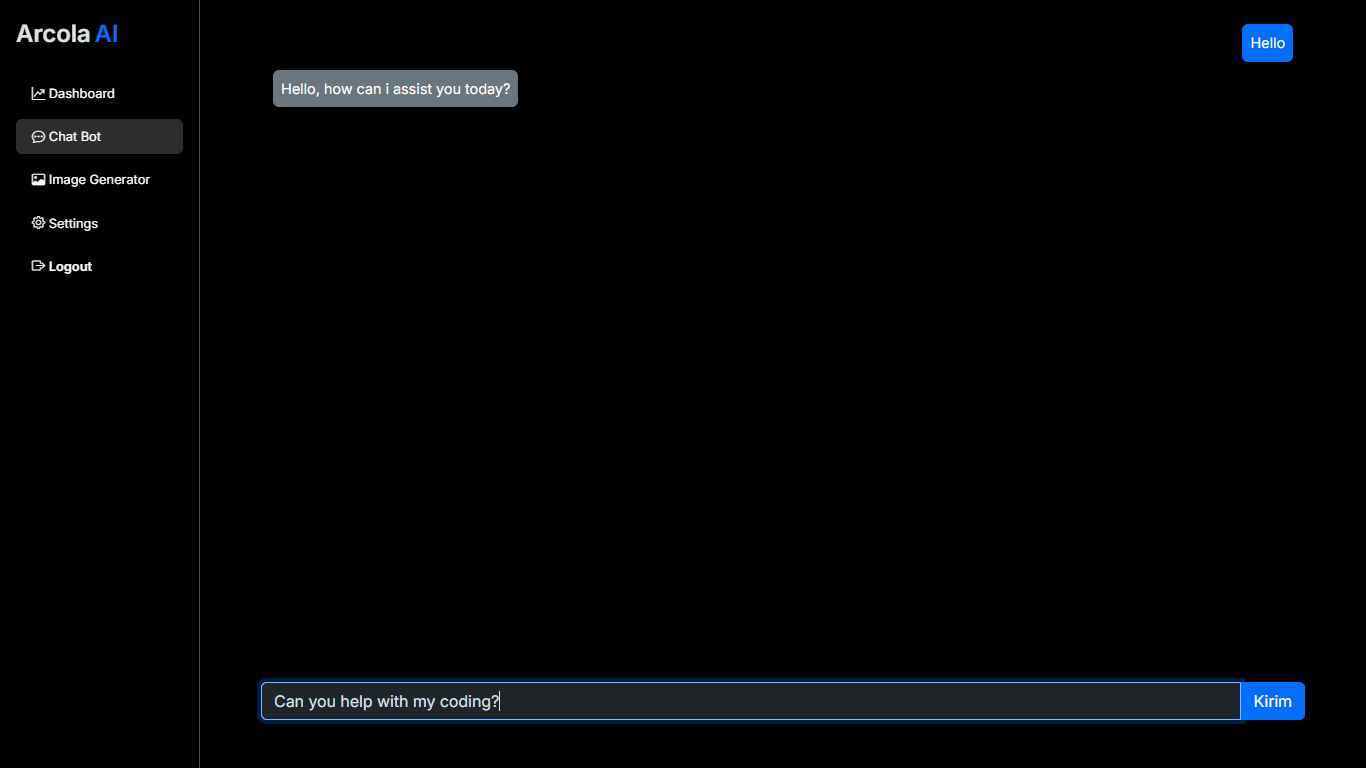 Arcola AI
Dashboard
Chat Bot
Image Generator
Settings
Logout
Hello
Hello, how can i assist you today?
Can you help with my coding?
Kirim